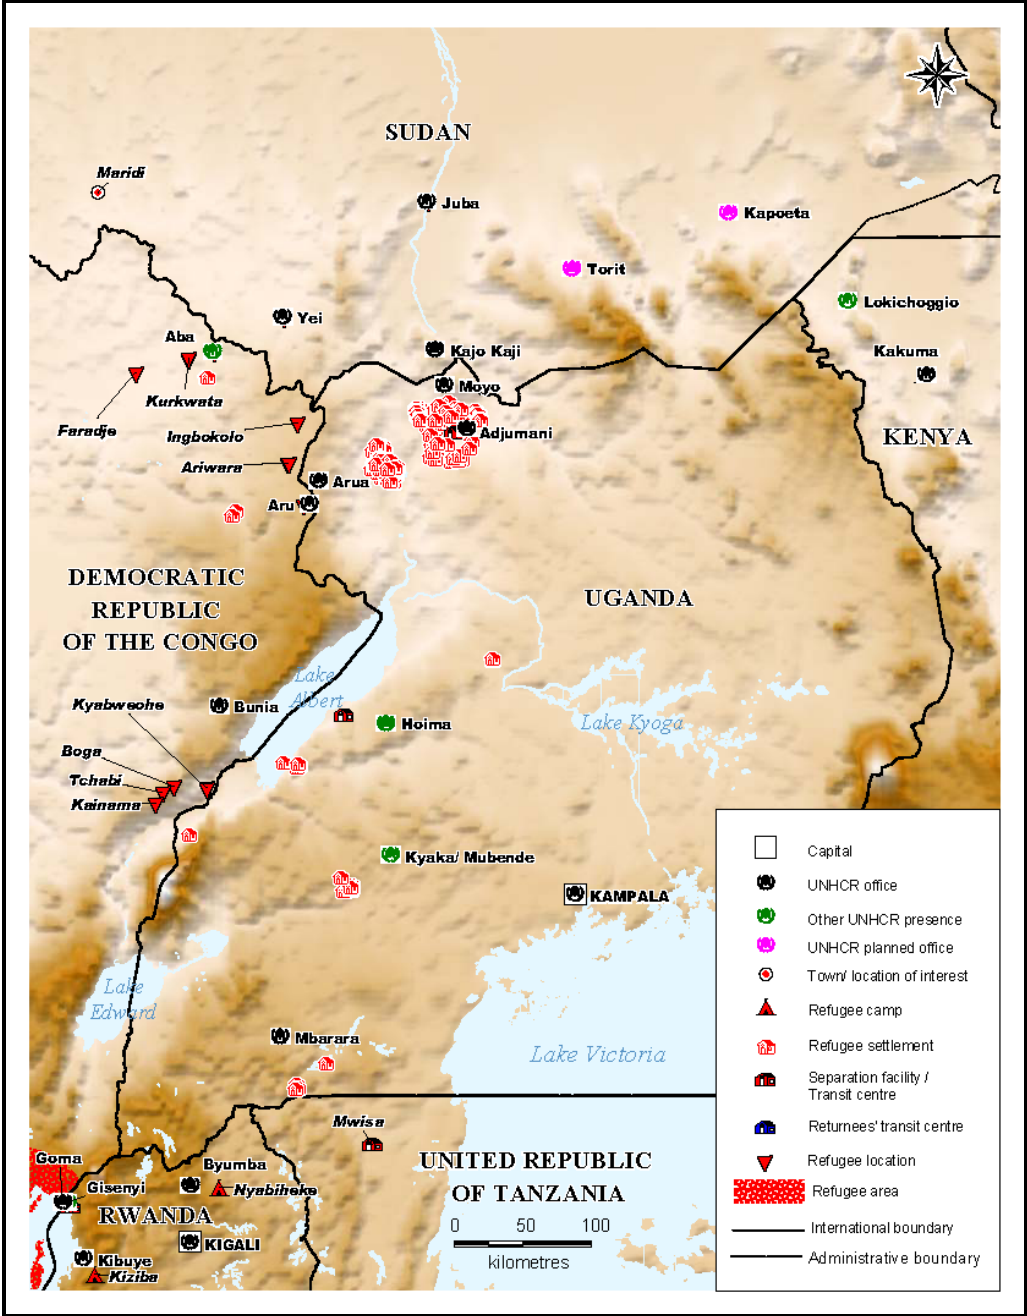 SUDAN
Maridi
Juba
Kapoeta
Torit
Lokichoggio
Yei
Aba
Kajo Kaji
Kakuma
Moyo
Kurkwata
Faradje
Ingbokolo
Adjumani
KENYA
Ariwara
Arua
Aru
DEMOCRATIC
REPUBLIC
OF THE CONGO
UGANDA
Lake
Albert
Kyabweohe
Bunia
Hoima
Lake Kyoga
Boga
Tchabi
Kainama
Kyaka/ Mubende
KAMPALA
Lake
Edward
Mbarara
Lake Victoria
Mwisa
Goma
Byumba
UNITED REPUBLIC
OF TANZANIA
Gisenyi
Nyabiheke
RWANDA
KIGALI
Kibuye
Kiziba
0 50 100
kilometres
Capital
UNHCR office
Other UNHCR presence
UNHCR planned office
Town/ location of interest
Refugee camp
Refugee settlement
Separation facility /
Transit centre
Returnees' transit centre
Refugee location
Refugee area
International boundary
Administrative boundary